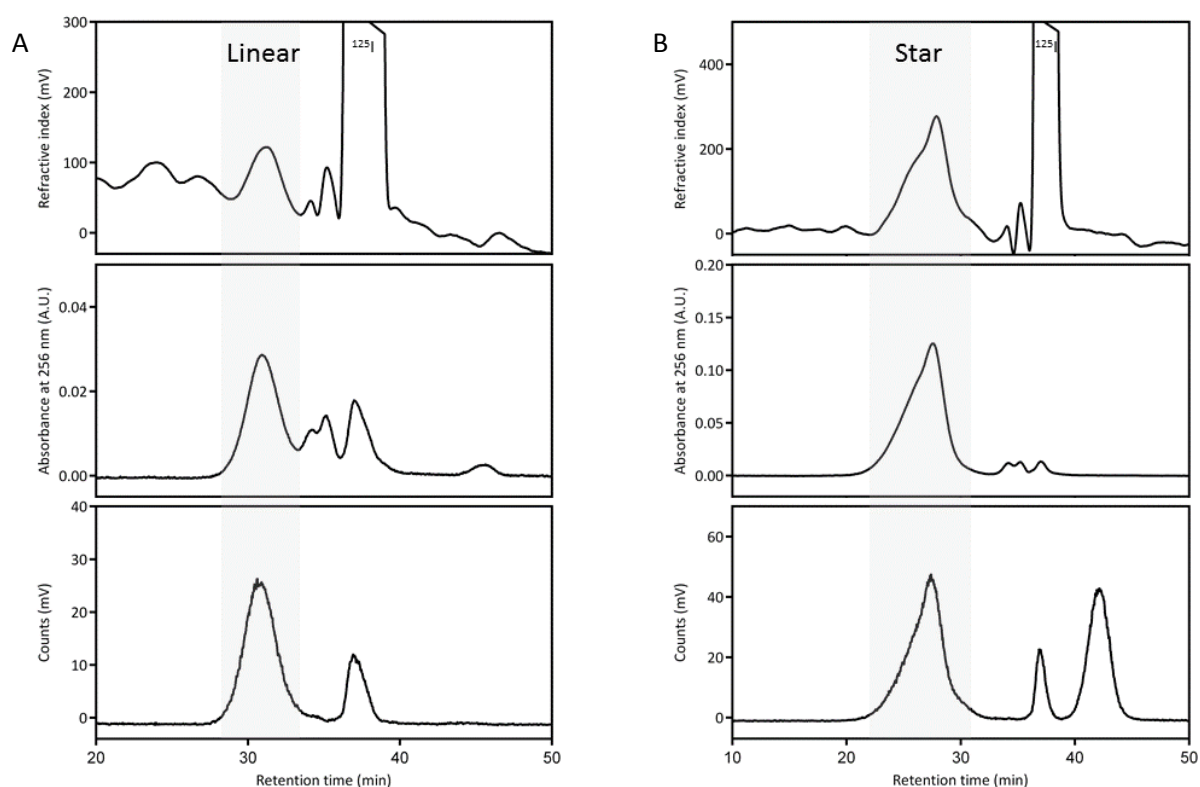 A
Refractive index (mV)
300
200
100
0
Linear
125I
Absorbance at 256 nm (A.U.)
0.04
0.02
0.00
Counts (mV)
40
30
20
10
0
20 30 40 50
Retention time (min)
B
Refractive index (mV)
400
200
0
Star
125I
Absorbance at 256 nm (A.U.)
0.20
0.15
0.10
0.05
0.00
Counts (mV)
60
40
20
0
10 20 30 40 50
Retention time (min)